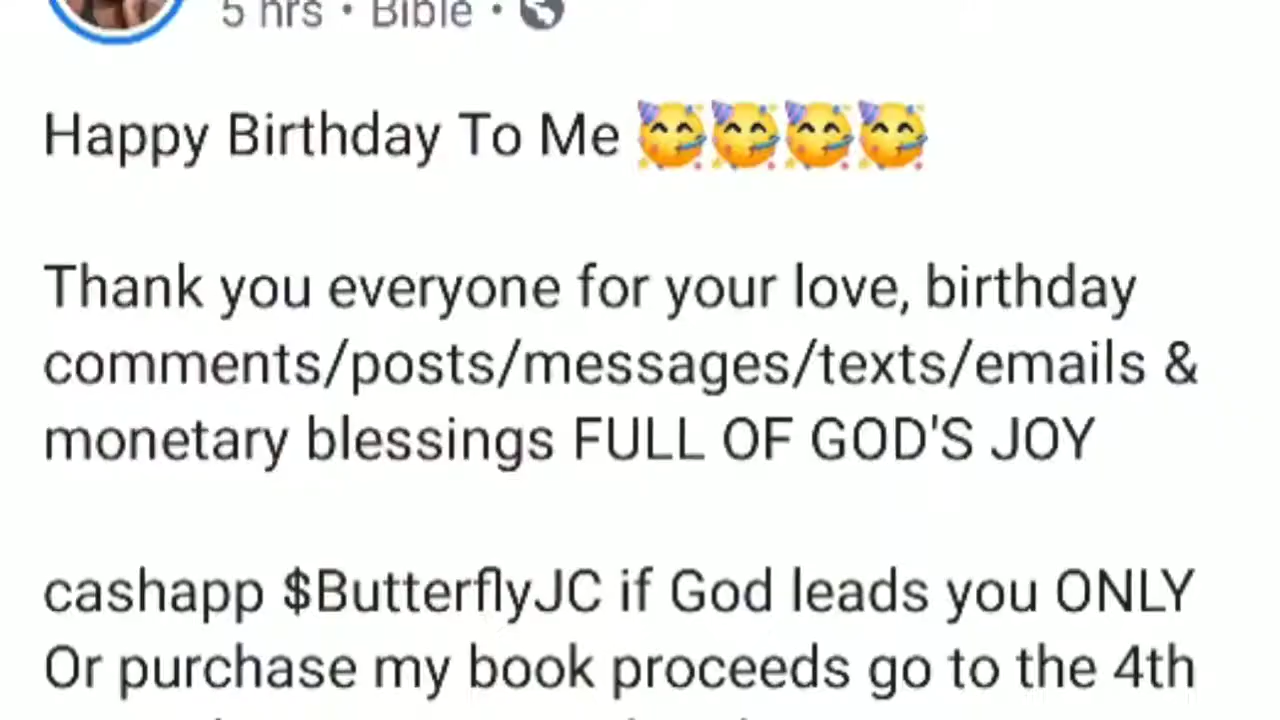 5 hrs • Bible •
Happy Birthday To Me 🥳🥳🥳🥳
Thank you everyone for your love, birthday
comments/posts/messages/texts/emails &
monetary blessings FULL OF GOD'S JOY
cashapp $ButterflyJC if God leads you ONLY
Or purchase my book proceeds go to the 4th